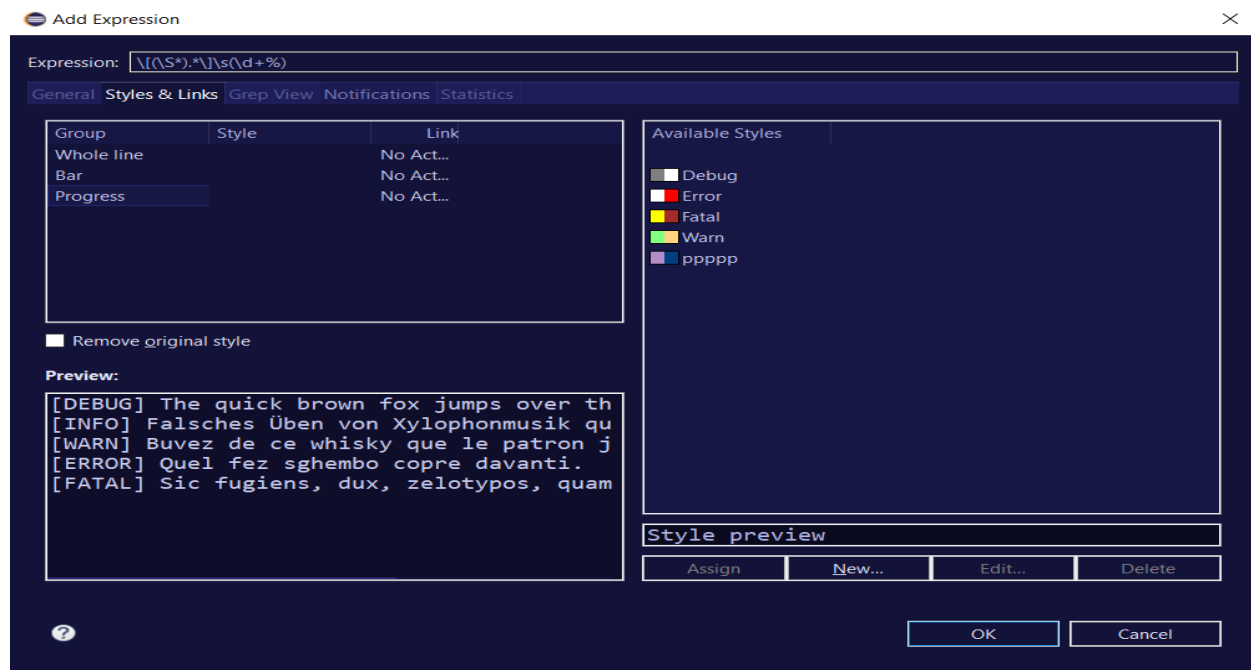 Add Expression
Expression: \[(\S*).*\]\s(\d+%)
General Styles & Links Grep View Notifications Statistics
Group Style Link
Whole line No Act...
Bar No Act...
Progress No Act...
Remove original style
Preview:
[DEBUG] The quick brown fox jumps over th
[INFO] Falsches Üben von Xylophonmusik qu
[WARN] Buvez de ce whisky que le patron j
[ERROR] Quel fez sghembo copre davanti.
[FATAL] Sic fugiens, dux, zelotypos, quam
Available Styles
Debug
Error
Fatal
Warn
ppppp
Style preview
Assign New... Edit... Delete
? OK Cancel